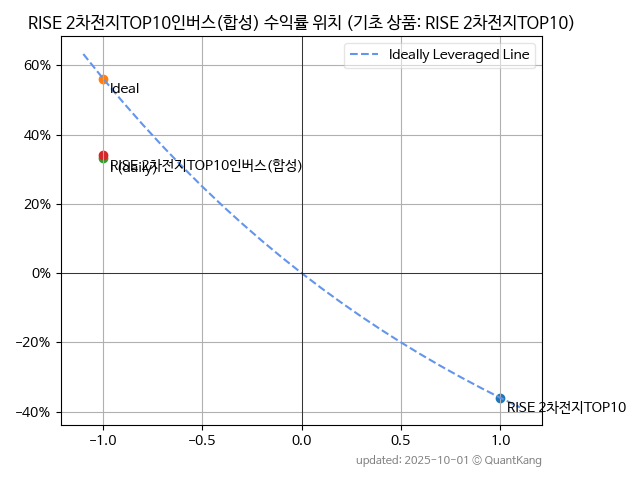 RISE 2차전지TOP10인버스(합성) 수익률 위치 (기초 상품: RISE 2차전지TOP10)
Ideally Leveraged Line
60%
Ideal
40%
RISE 2차전지TOP10인버스(합성)
(daily)
20%
0%
−20%
−40%
RISE 2차전지TOP10
−1.0
−0.5
0.0
0.5
1.0
updated: 2025-10-01 © QuantKang